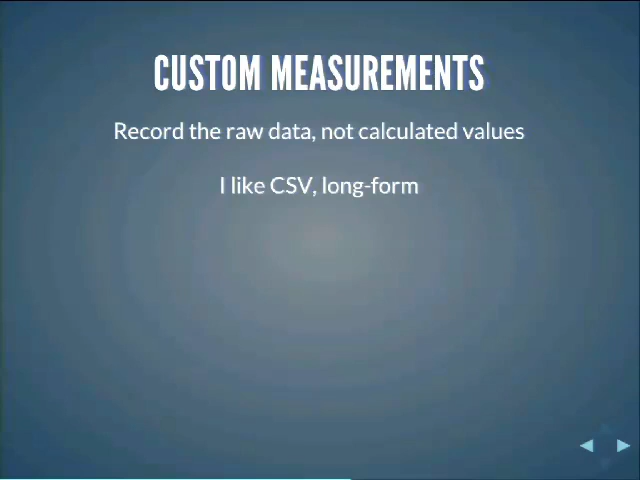 CUSTOM MEASUREMENTS
Record the raw data, not calculated values
I like CSV, long-form